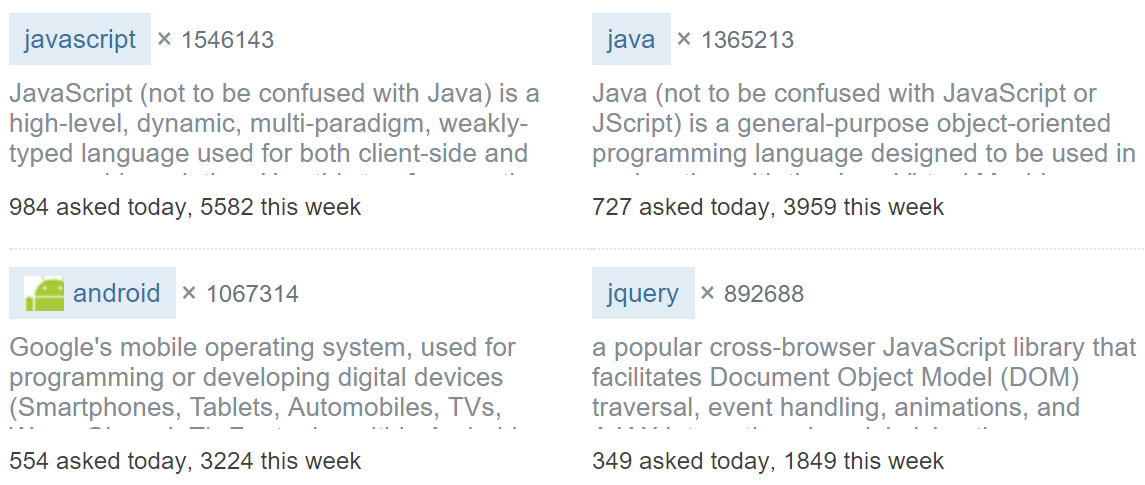 javascript × 1546143
JavaScript (not to be confused with Java) is a
high-level, dynamic, multi-paradigm, weakly-
typed language used for both client-side and
984 asked today, 5582 this week
java × 1365213
Java (not to be confused with JavaScript or
JScript) is a general-purpose object-oriented
programming language designed to be used in
727 asked today, 3959 this week
android × 1067314
Google's mobile operating system, used for
programming or developing digital devices
(Smartphones, Tablets, Automobiles, TVs,
554 asked today, 3224 this week
jquery × 892688
a popular cross-browser JavaScript library that
facilitates Document Object Model (DOM)
traversal, event handling, animations, and
349 asked today, 1849 this week